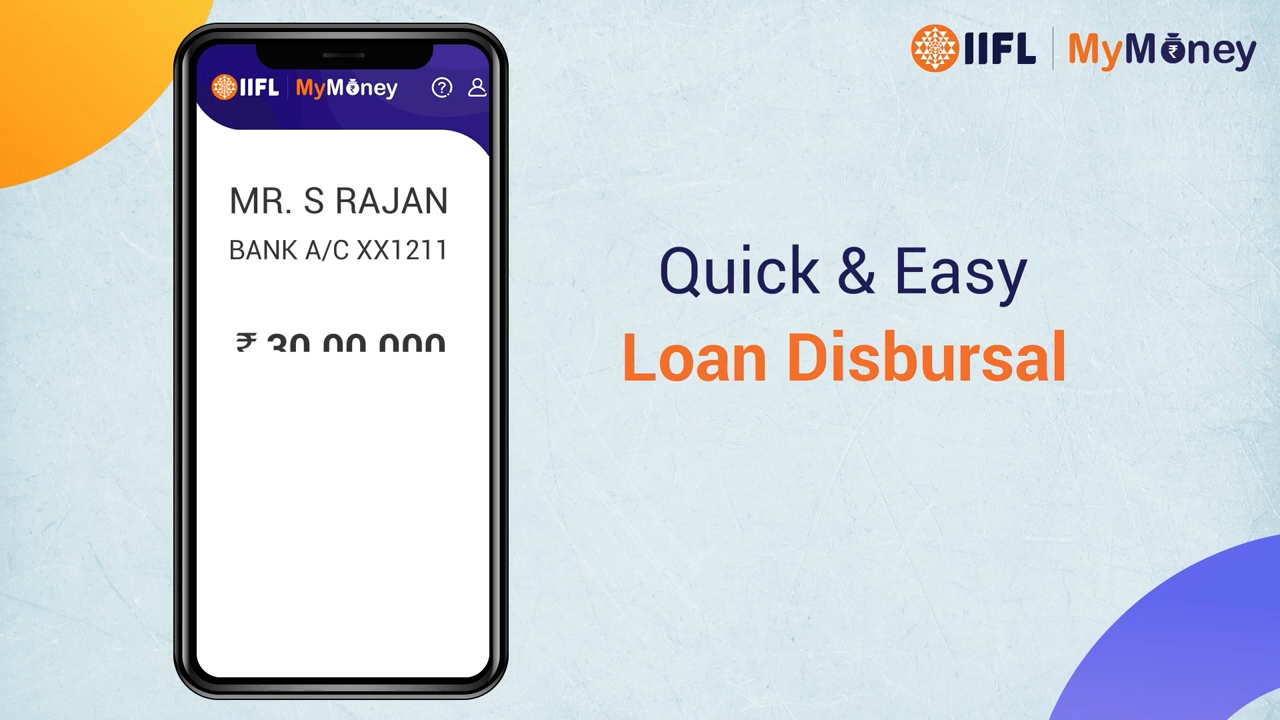 IIFL | MyMoney
IIFL | MyMoney
MR. S RAJAN
BANK A/C XX1211
Quick & Easy
Loan Disbursal